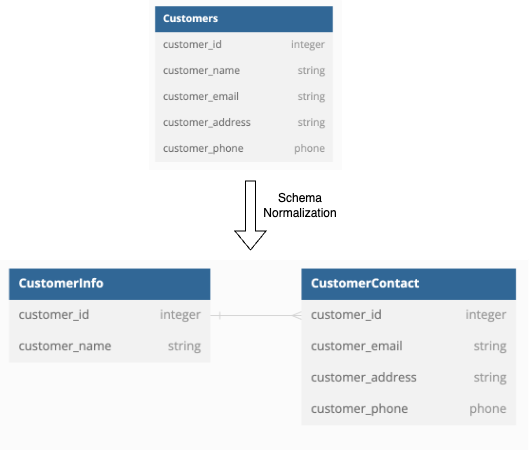 Customers
customer_id integer
customer_name string
customer_email string
customer_address string
customer_phone phone
Schema
Normalization
CustomerInfo
customer_id integer
customer_name string
CustomerContact
customer_id integer
customer_email string
customer_address string
customer_phone phone